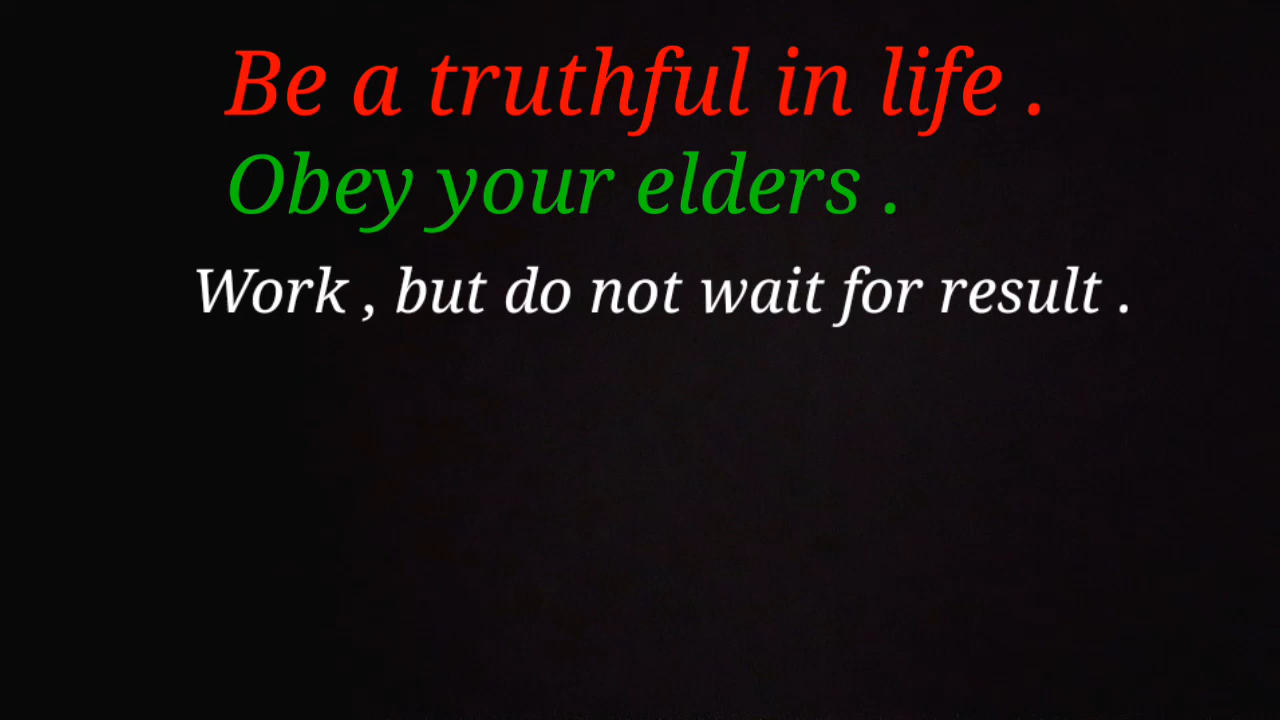 Be a truthful in life .
Obey your elders .
Work , but do not wait for result .